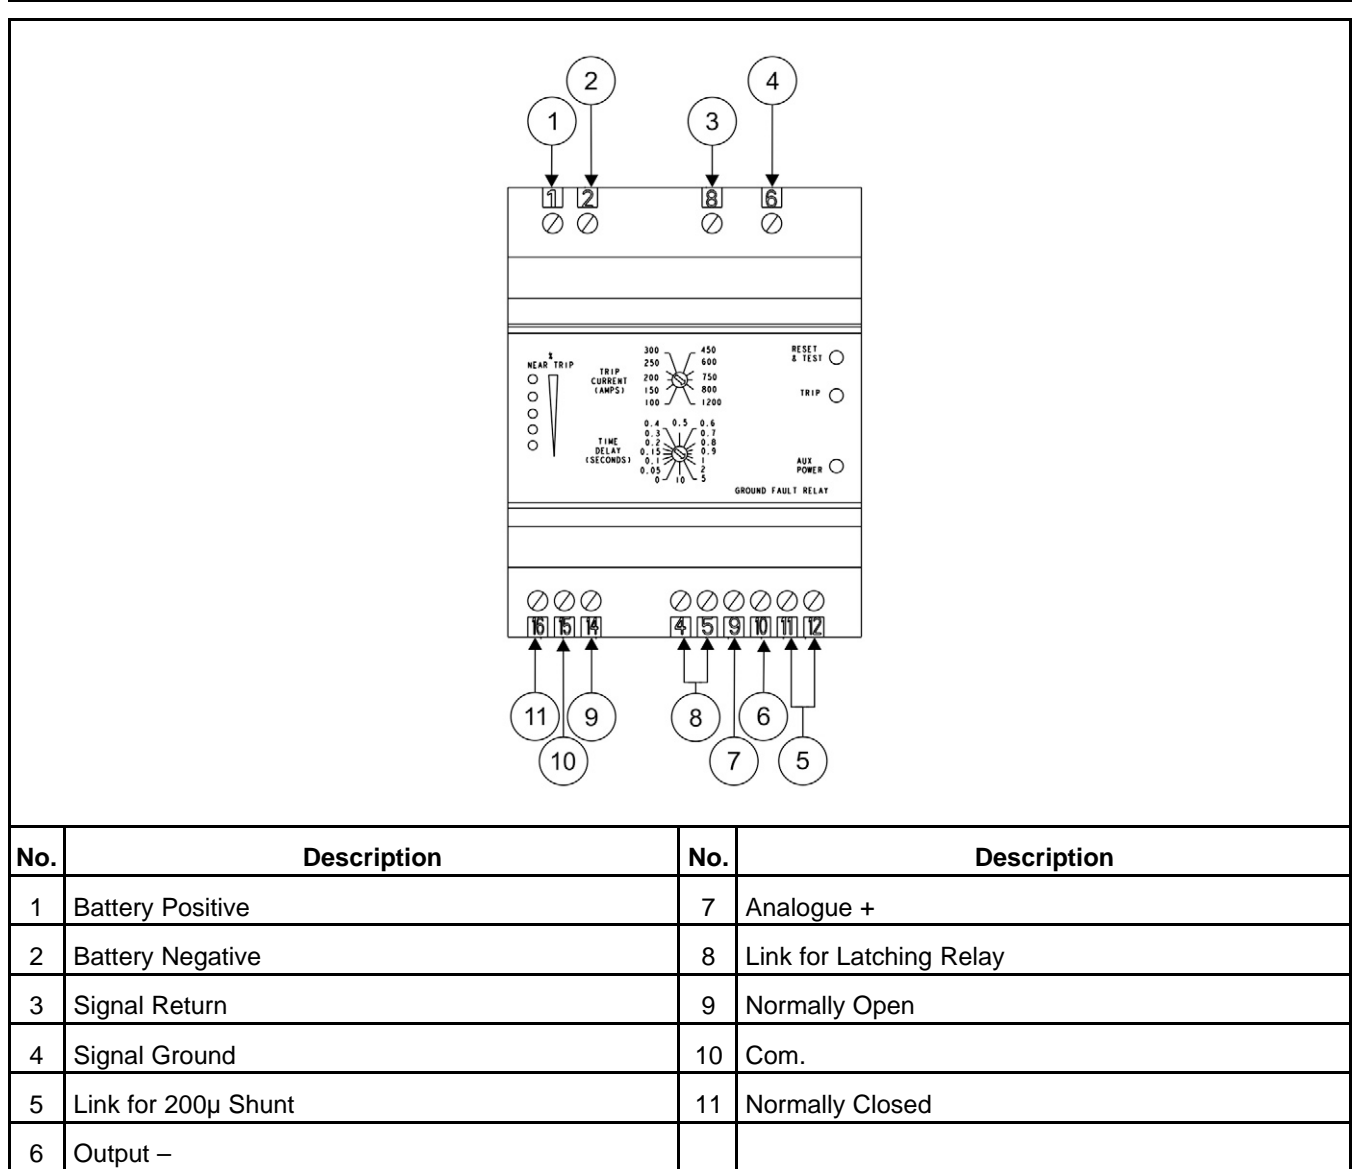 2
4
1
3
1 2 8 6
% NEAR TRIP
TRIP CURRENT (AMPS)
300 450
250 600
200 750
150 800
100 1200
RESET & TEST
TRIP
TIME DELAY (SECONDS)
0.4 0.5 0.6
0.3 0.7
0.2 0.8
0.15 0.9
0.1 1
0.05 2
0 10 5
AUX POWER
GROUND FAULT RELAY
16 15 14 4 5 9 10 11 12
11 9 8 6
10 7 5
No. Description No. Description
1 Battery Positive 7 Analogue +
2 Battery Negative 8 Link for Latching Relay
3 Signal Return 9 Normally Open
4 Signal Ground 10 Com.
5 Link for 200μ Shunt 11 Normally Closed
6 Output –